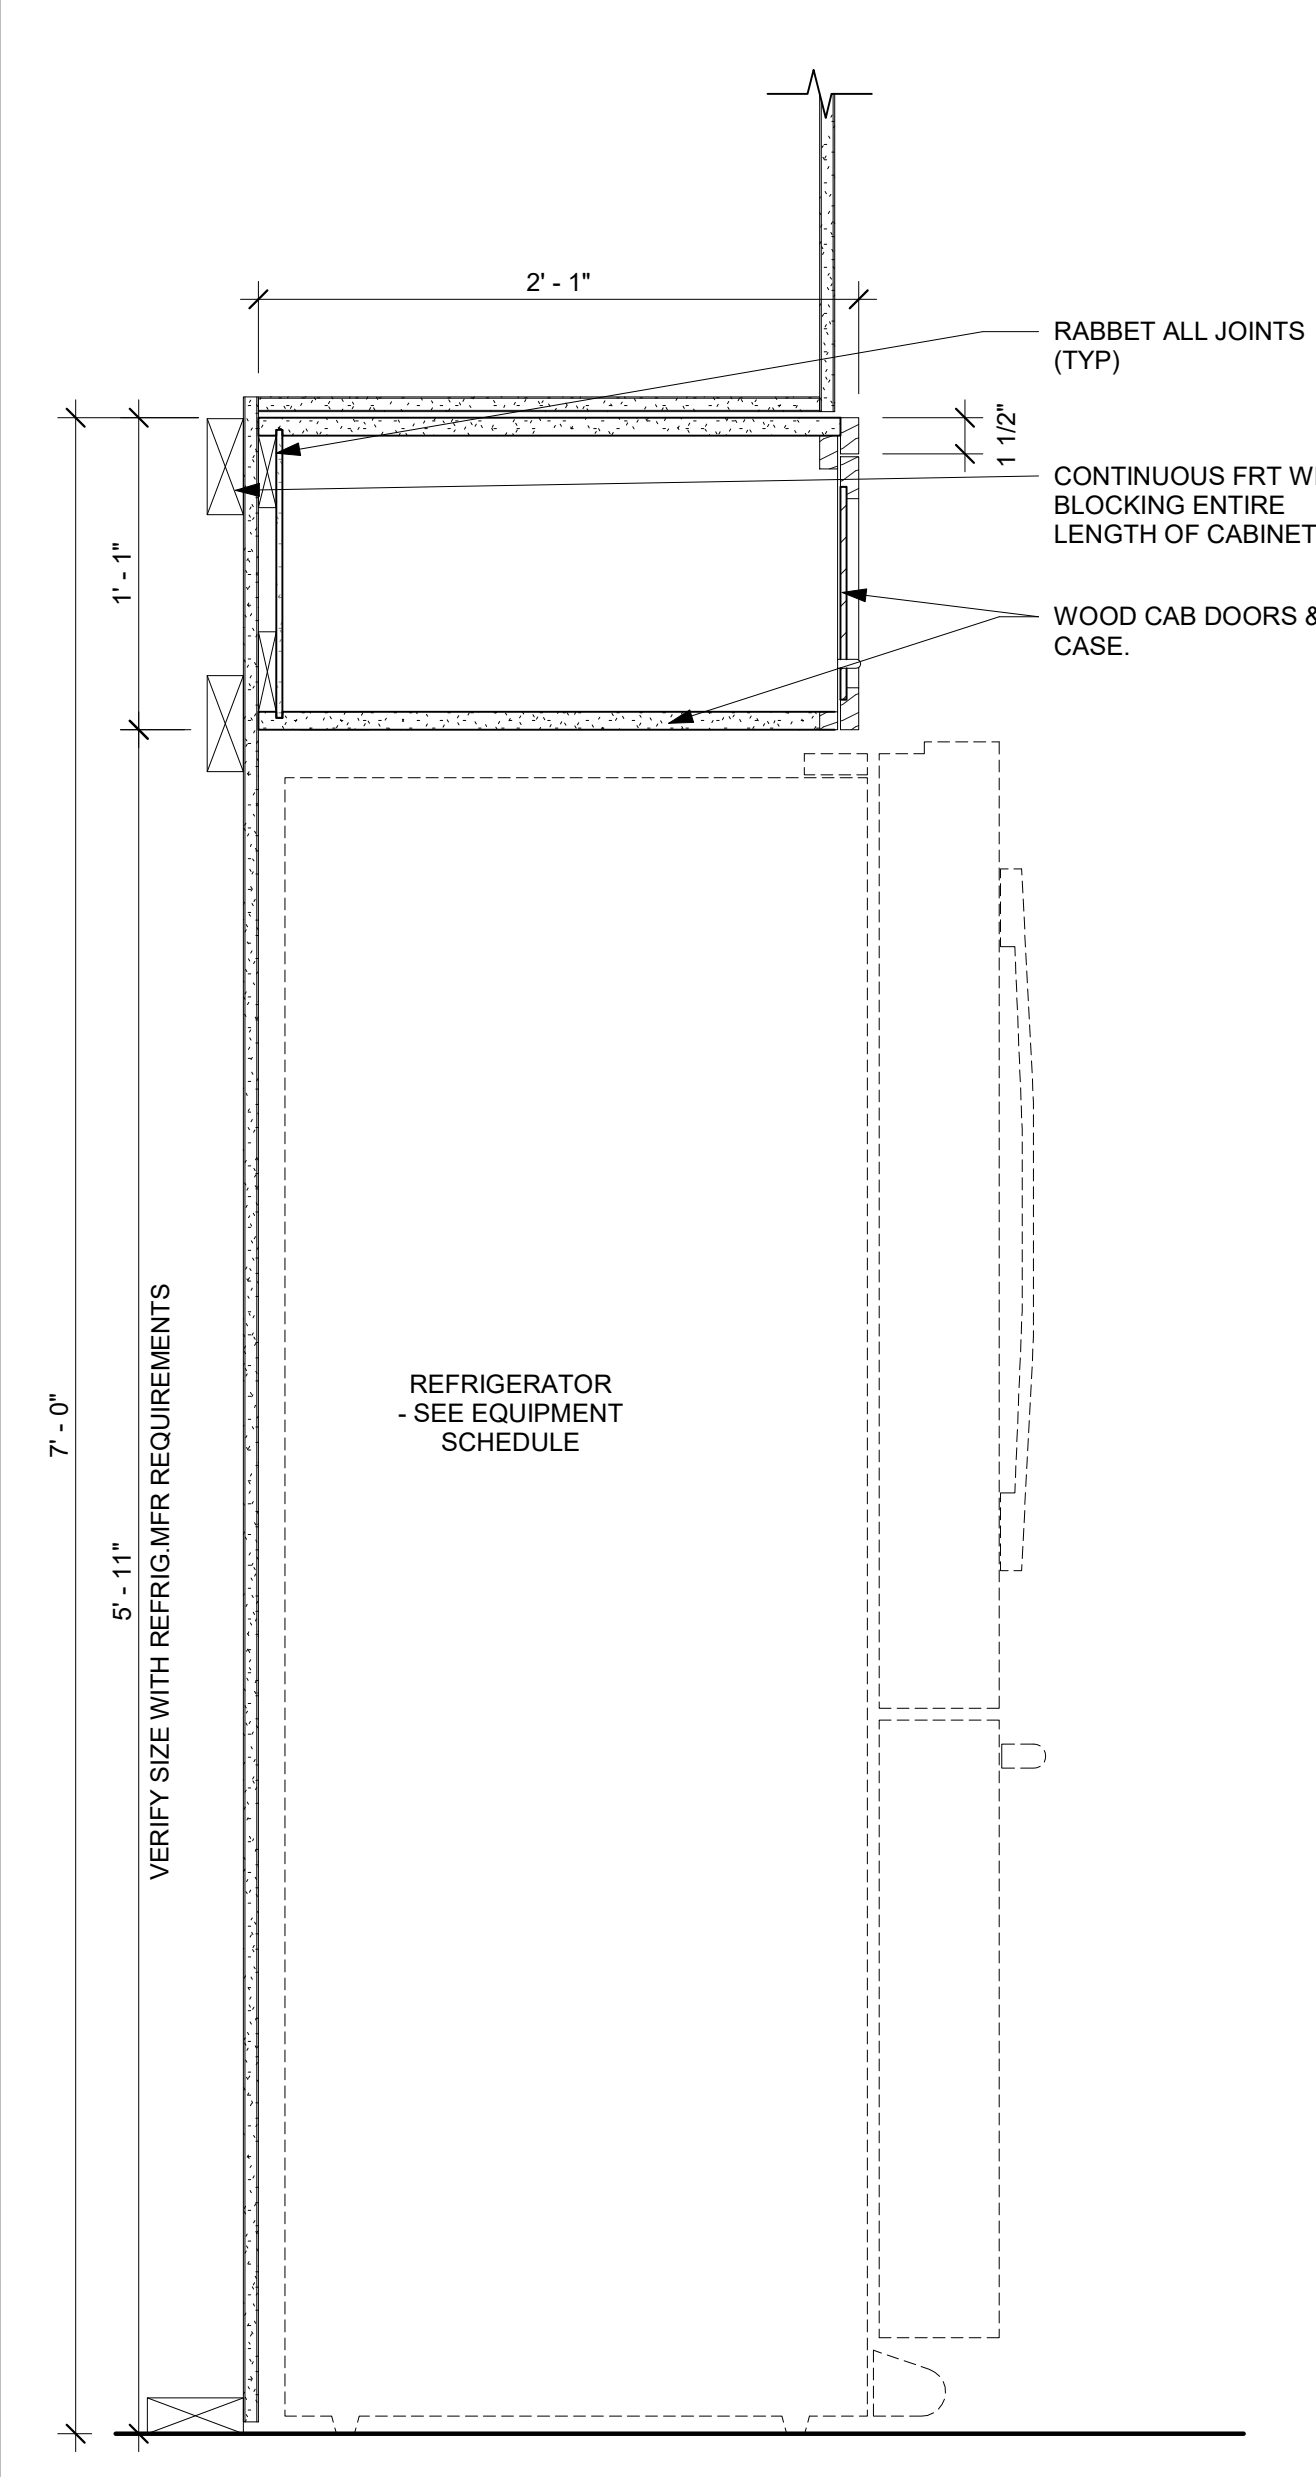 2' - 1"
RABBET ALL JOINTS
(TYP)
1 1/2"
CONTINUOUS FRT
BLOCKING ENTIRE
LENGTH OF CABINET
1' - 1"
WOOD CAB DOORS &
CASE.
7' - 0"
5' - 11"
VERIFY SIZE WITH REFRIG.MFR REQUIREMENTS
REFRIGERATOR
- SEE EQUIPMENT
SCHEDULE